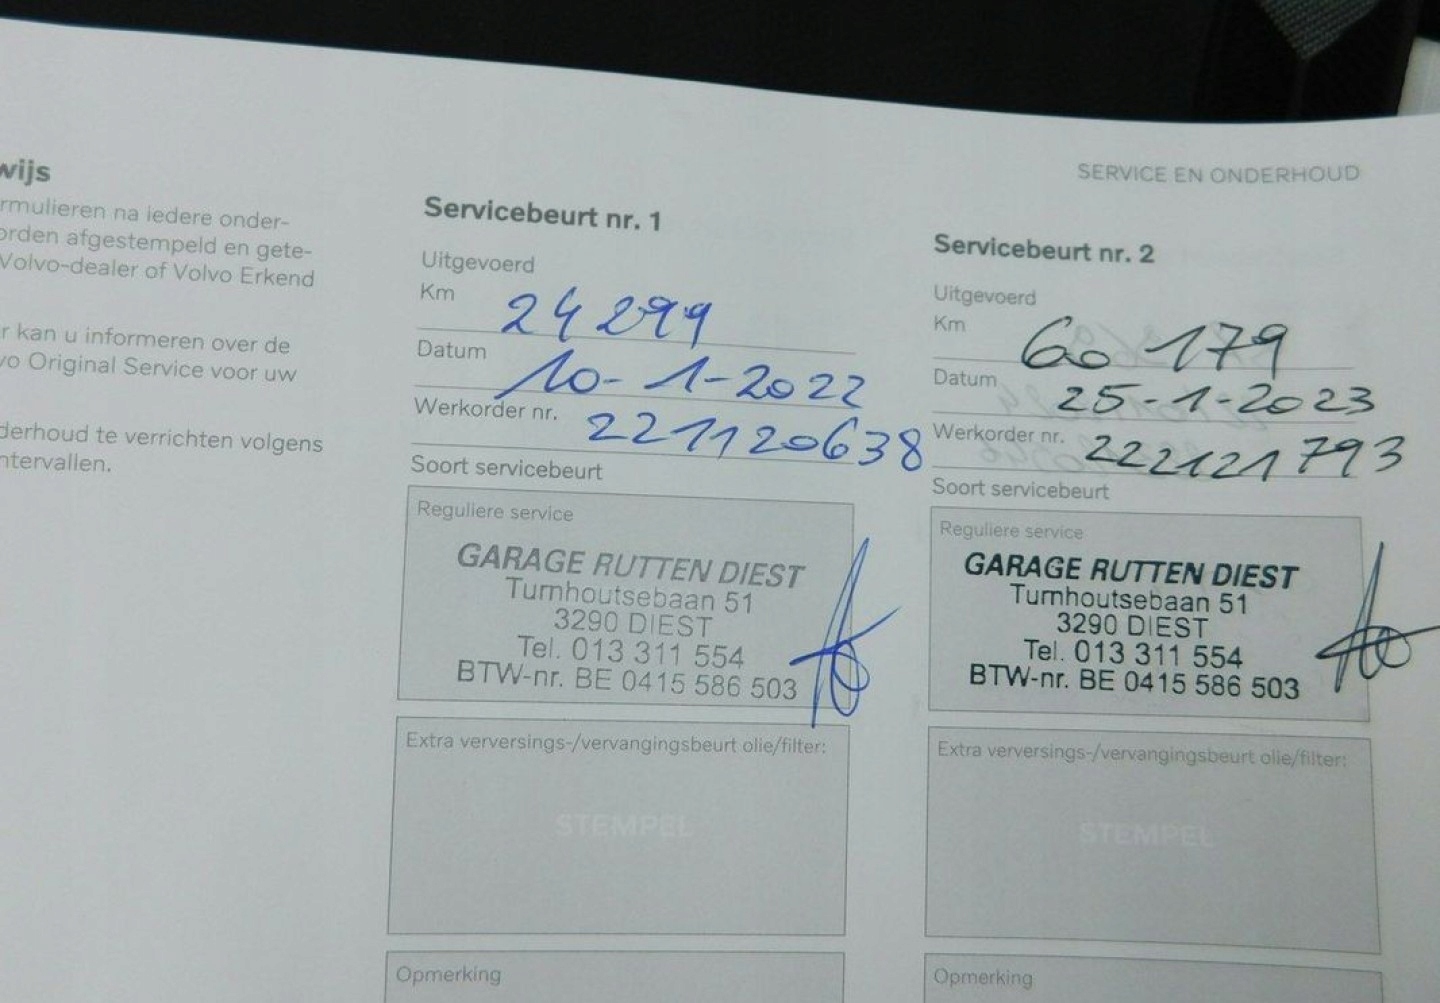 SERVICE EN ONDERHOUD
wijs
rmulieren na iedere onder-
orden afgestempeld en gete-
Volvo-dealer of Volvo Erkend
r kan u informeren over de
vo Original Service voor uw
derhoud te verrichten volgens
ntervallen.
Servicebeurt nr. 1
Uitgevoerd
Km 24 299
Datum 10-1-2022
Werkorder nr. 221120638
Soort servicebeurt
Reguliere service
GARAGE RUTTEN DIEST
Turnhoutsebaan 51
3290 DIEST
Tel. 013 311 554
BTW-nr. BE 0415 586 503
Extra verversings-/vervangingsbeurt olie/filter:
STEMPEL
Opmerking
Servicebeurt nr. 2
Uitgevoerd
Km 60 179
Datum 25-1-2023
Werkorder nr. 222121793
Soort servicebeurt
Reguliere service
GARAGE RUTTEN DIEST
Turnhoutsebaan 51
3290 DIEST
Tel. 013 311 554
BTW-nr. BE 0415 586 503
Extra verversings-/vervangingsbeurt olie/filter:
STEMPEL
Opmerking